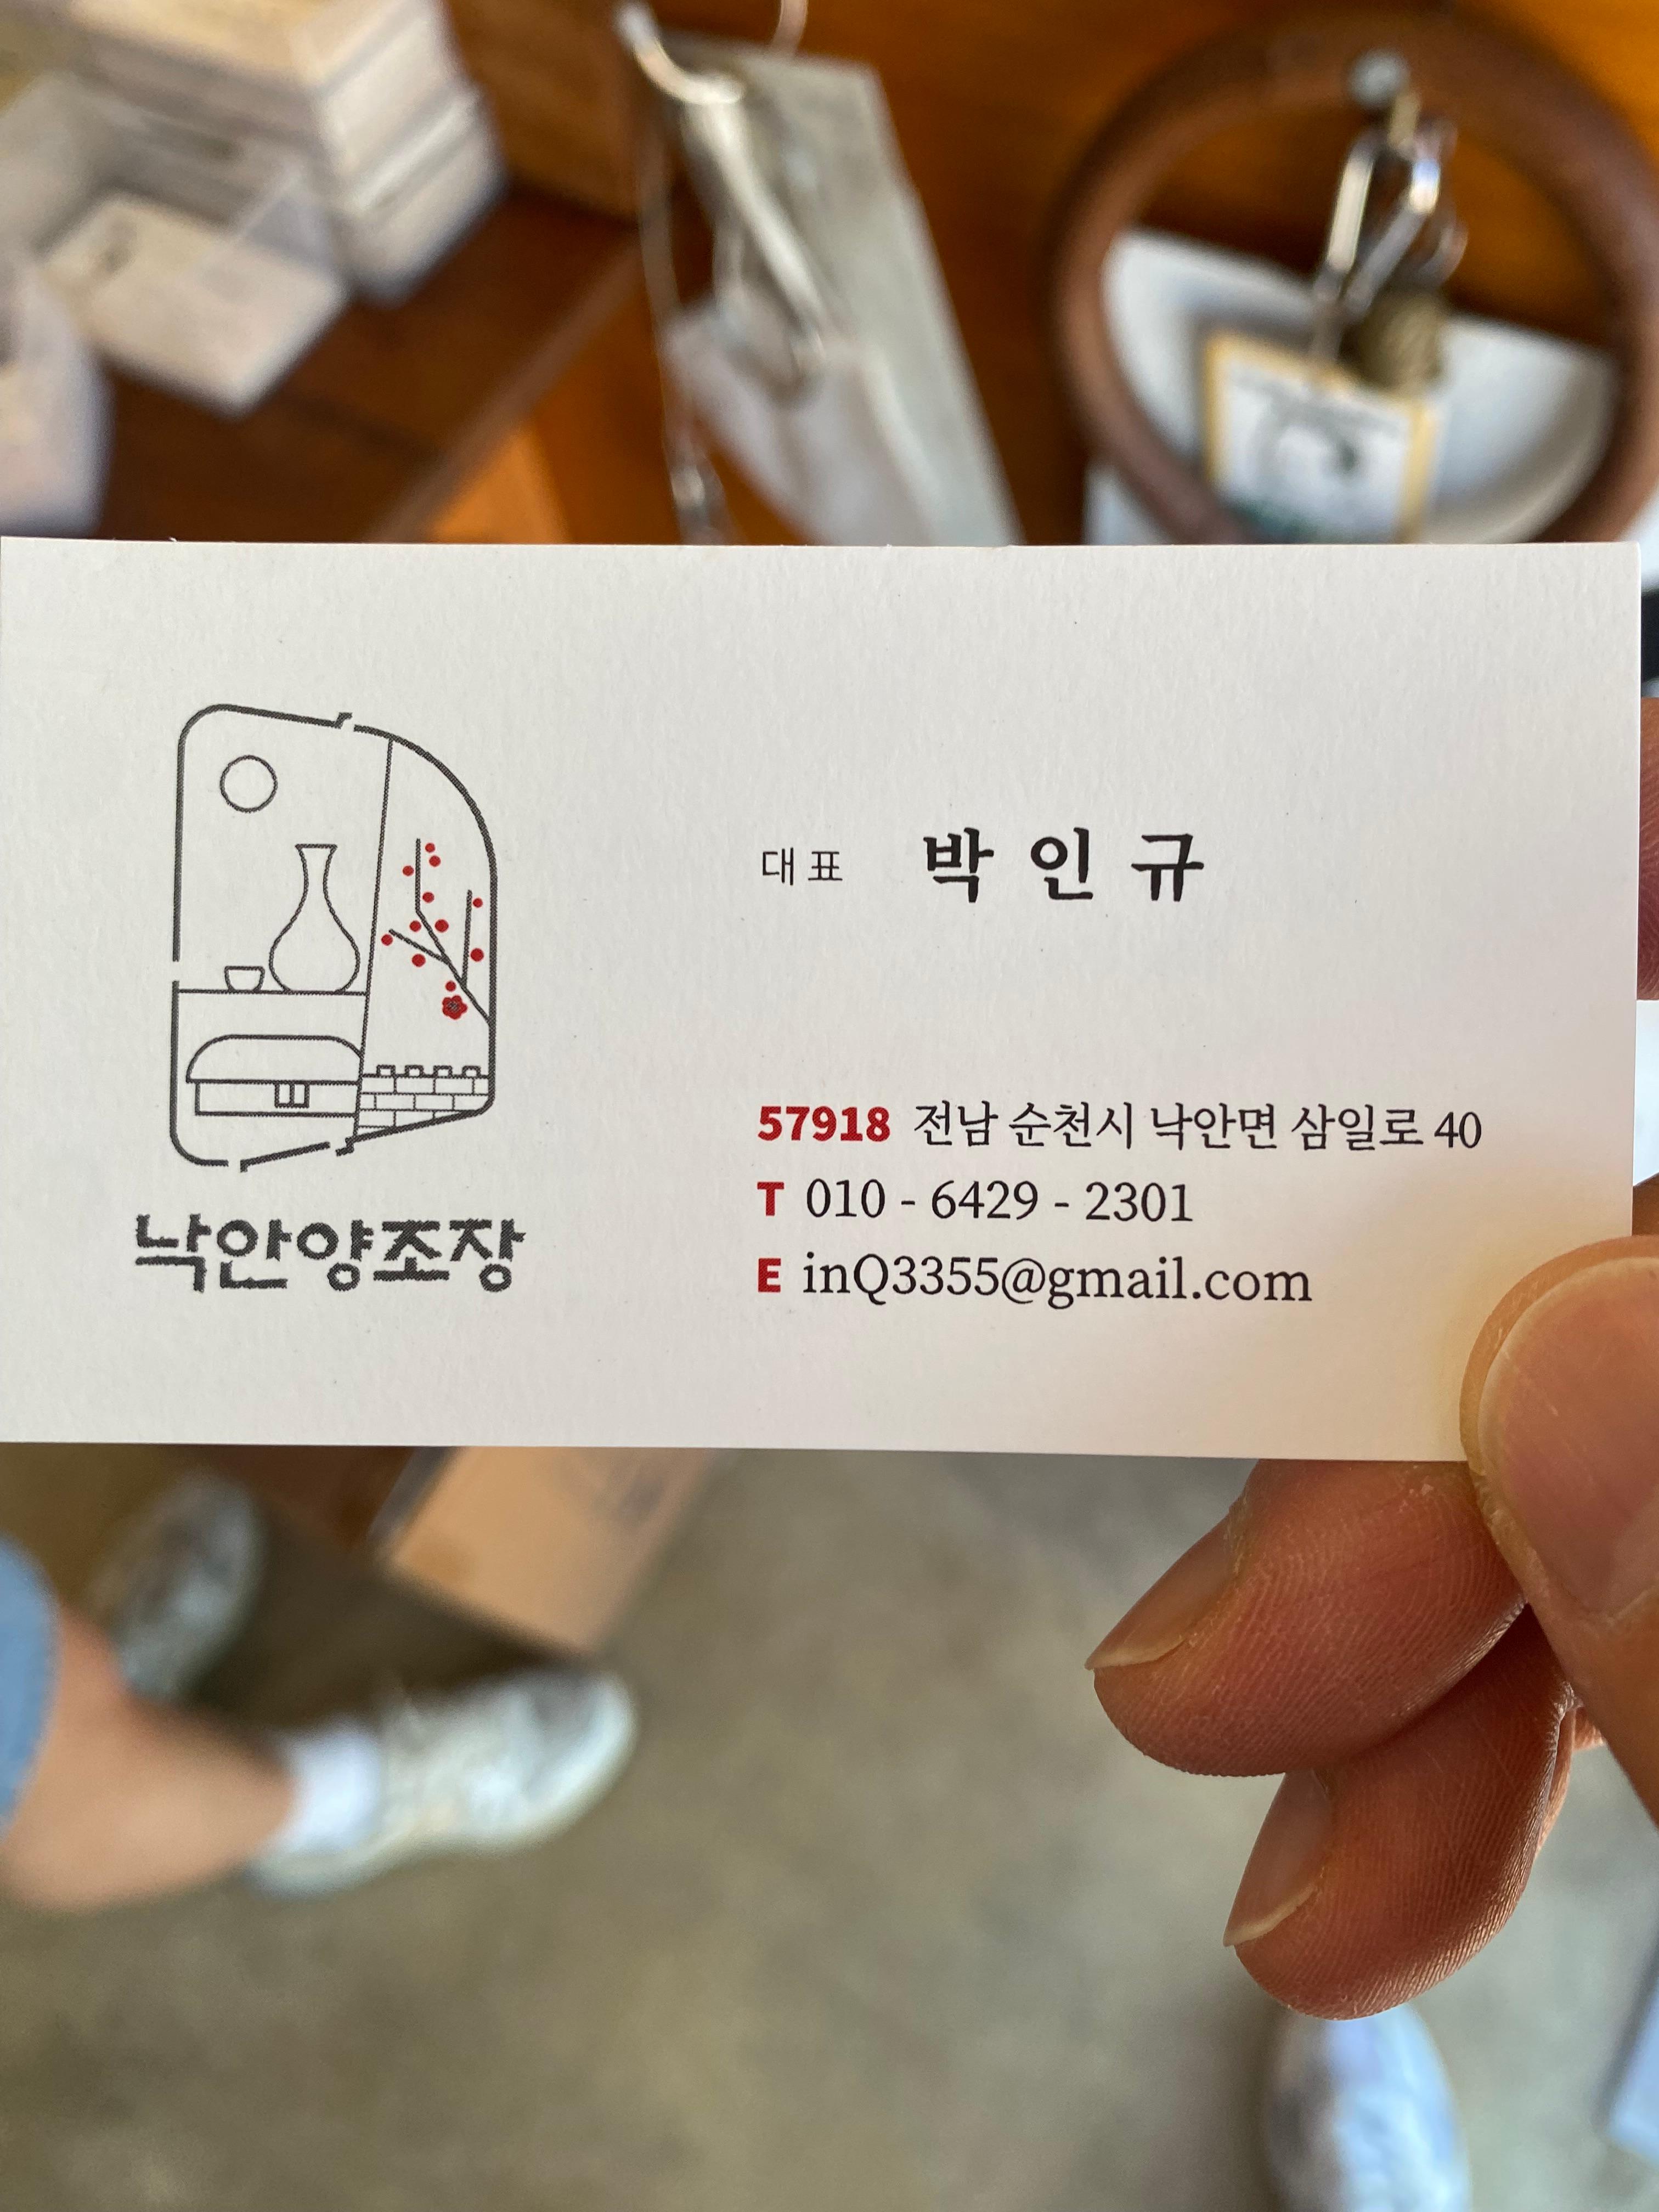 대표 박인규
57918 전남 순천시 낙안면 삼일로 40
T 010 - 6429 - 2301
E inQ3355@gmail.com
낙안양조장